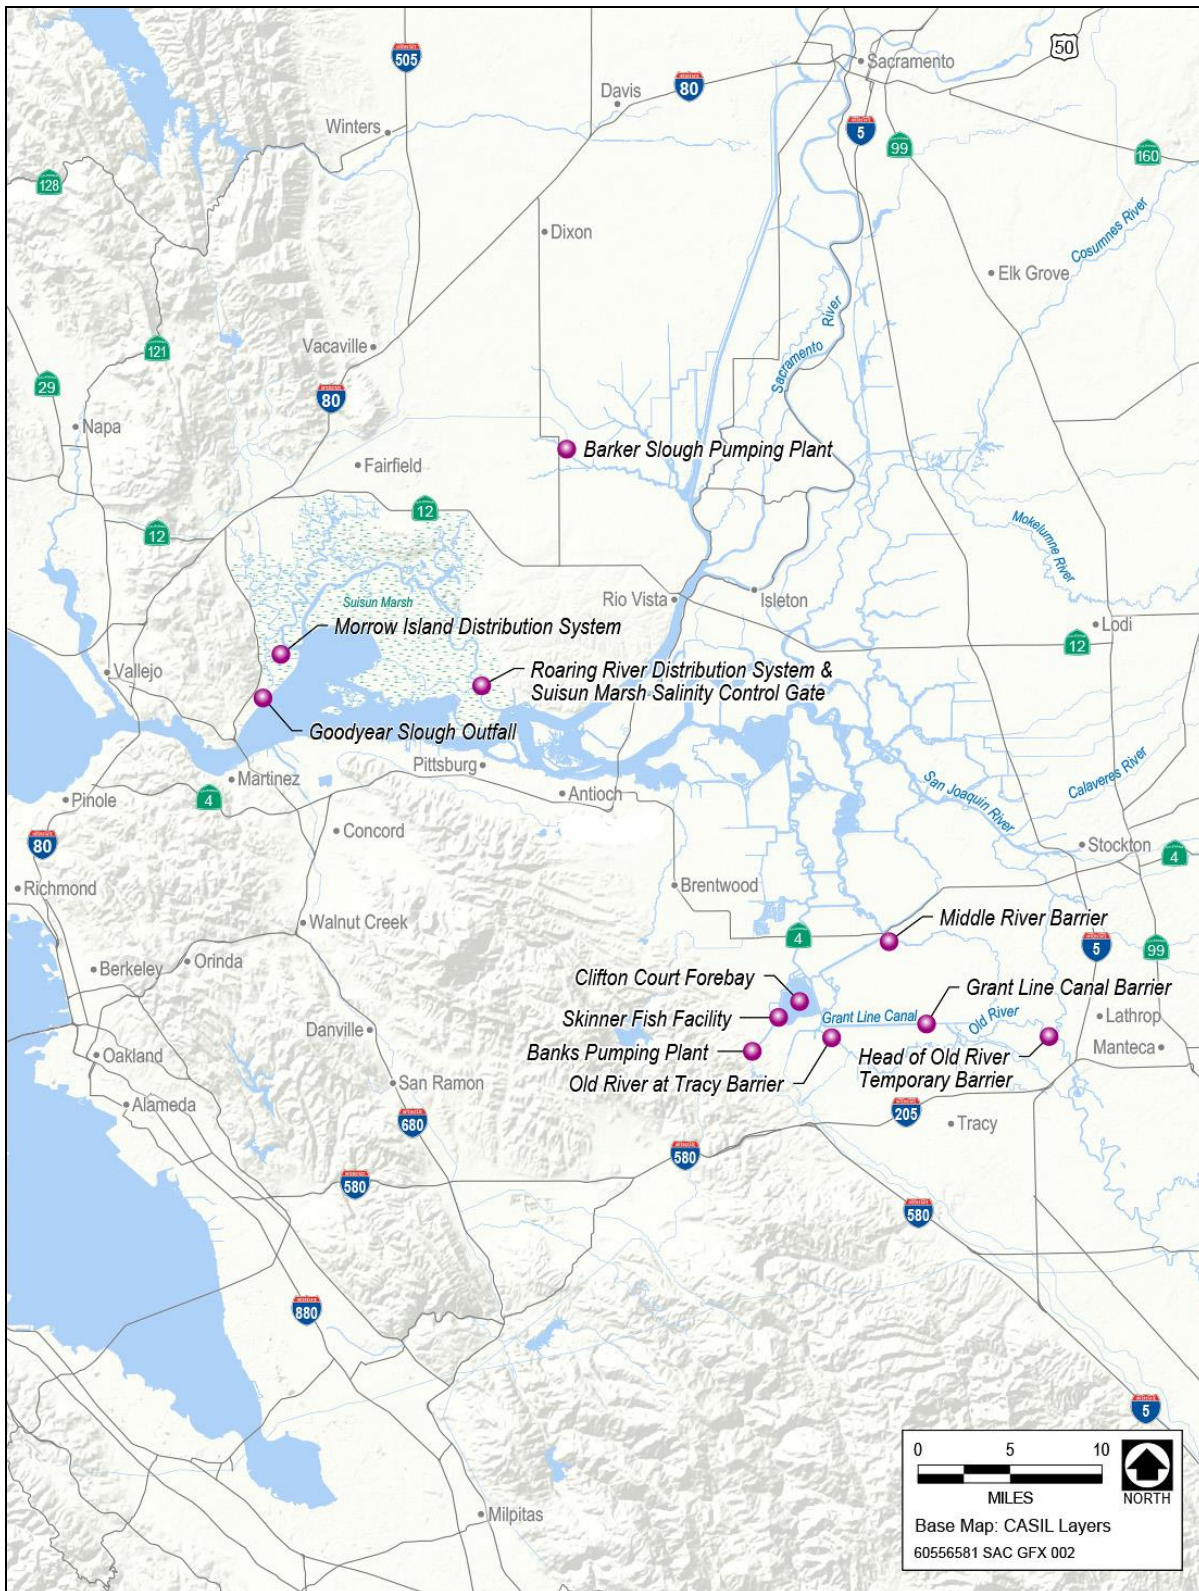 505
50
Sacramento
80
Davis
Winters
5
99
160
128
Cosumnes River
Dixon
Elk Grove
Sacramento River
121
Vacaville
29
80
Napa
Barker Slough Pumping Plant
Fairfield
12
12
Mokelumne River
Suisun Marsh
Rio Vista
Isleton
Lodi
Morrow Island Distribution System
12
Vallejo
Roaring River Distribution System &
Suisun Marsh Salinity Control Gate
Goodyear Slough Outfall
Pittsburg
Martinez
San Joaquin River
Calaveres River
4
Pinole
Antioch
Concord
80
Stockton
4
Richmond
Brentwood
Walnut Creek
Middle River Barrier
4
5
99
Orinda
Berkeley
Clifton Court Forebay
Grant Line Canal Barrier
Skinner Fish Facility
Grant Line Canal
Old River
Lathrop
Danville
Banks Pumping Plant
Head of Old River
Temporary Barrier
Manteca
Oakland
Old River at Tracy Barrier
San Ramon
Alameda
205
680
Tracy
580
580
580
880
5
0 5 10
MILES
NORTH
Milpitas
Base Map: CASIL Layers
60556581 SAC GFX 002